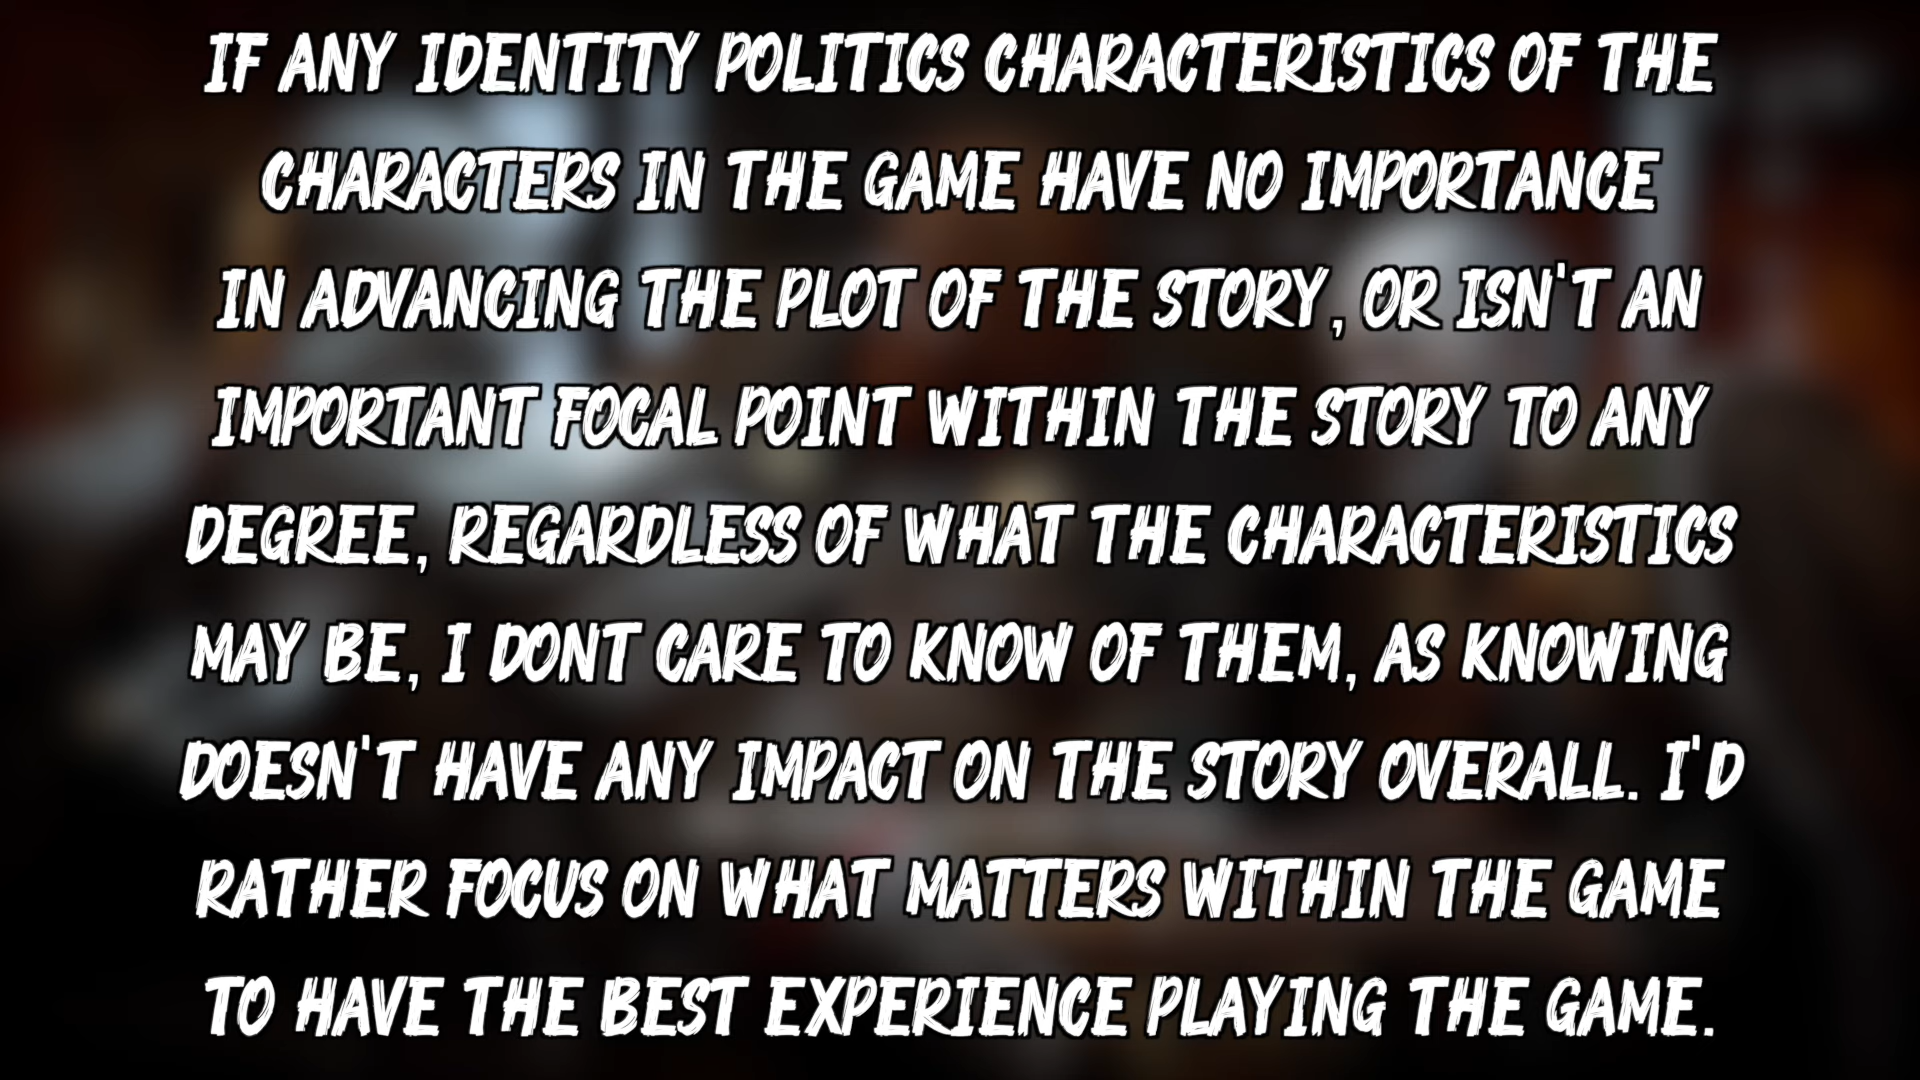 IF ANY IDENTITY POLITICS CHARACTERISTICS OF THE
CHARACTERS IN THE GAME HAVE NO IMPORTANCE
IN ADVANCING THE PLOT OF THE STORY, OR ISN'T AN
IMPORTANT FOCAL POINT WITHIN THE STORY TO ANY
DEGREE, REGARDLESS OF WHAT THE CHARACTERISTICS
MAY BE, I DONT CARE TO KNOW OF THEM, AS KNOWING
DOESN'T HAVE ANY IMPACT ON THE STORY OVERALL. I'D
RATHER FOCUS ON WHAT MATTERS WITHIN THE GAME
TO HAVE THE BEST EXPERIENCE PLAYING THE GAME.